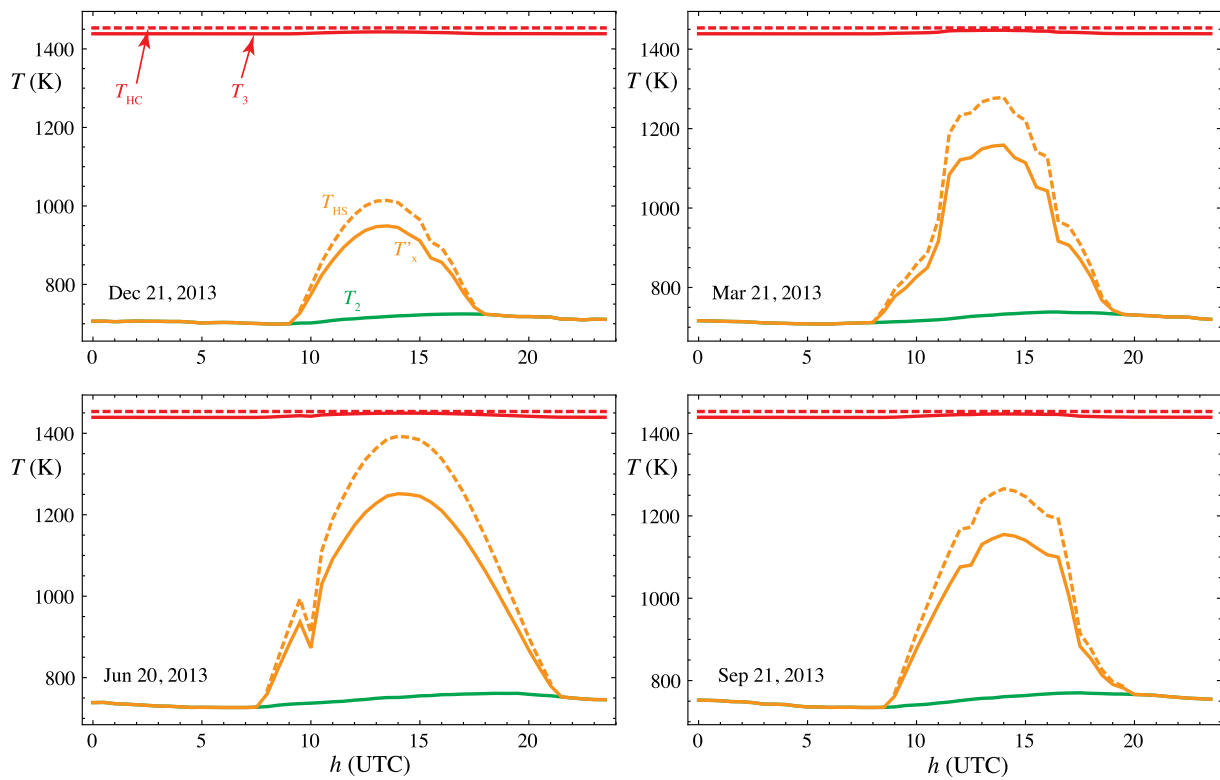 1400
T (K)
T_HC
T_3
1200
1000
T_HS
T'_x
800
Dec 21, 2013
T_2
0 5 10 15 20
1400
T (K)
1200
1000
800
Mar 21, 2013
0 5 10 15 20
1400
T (K)
1200
1000
800
Jun 20, 2013
0 5 10 15 20
h (UTC)
1400
T (K)
1200
1000
800
Sep 21, 2013
0 5 10 15 20
h (UTC)